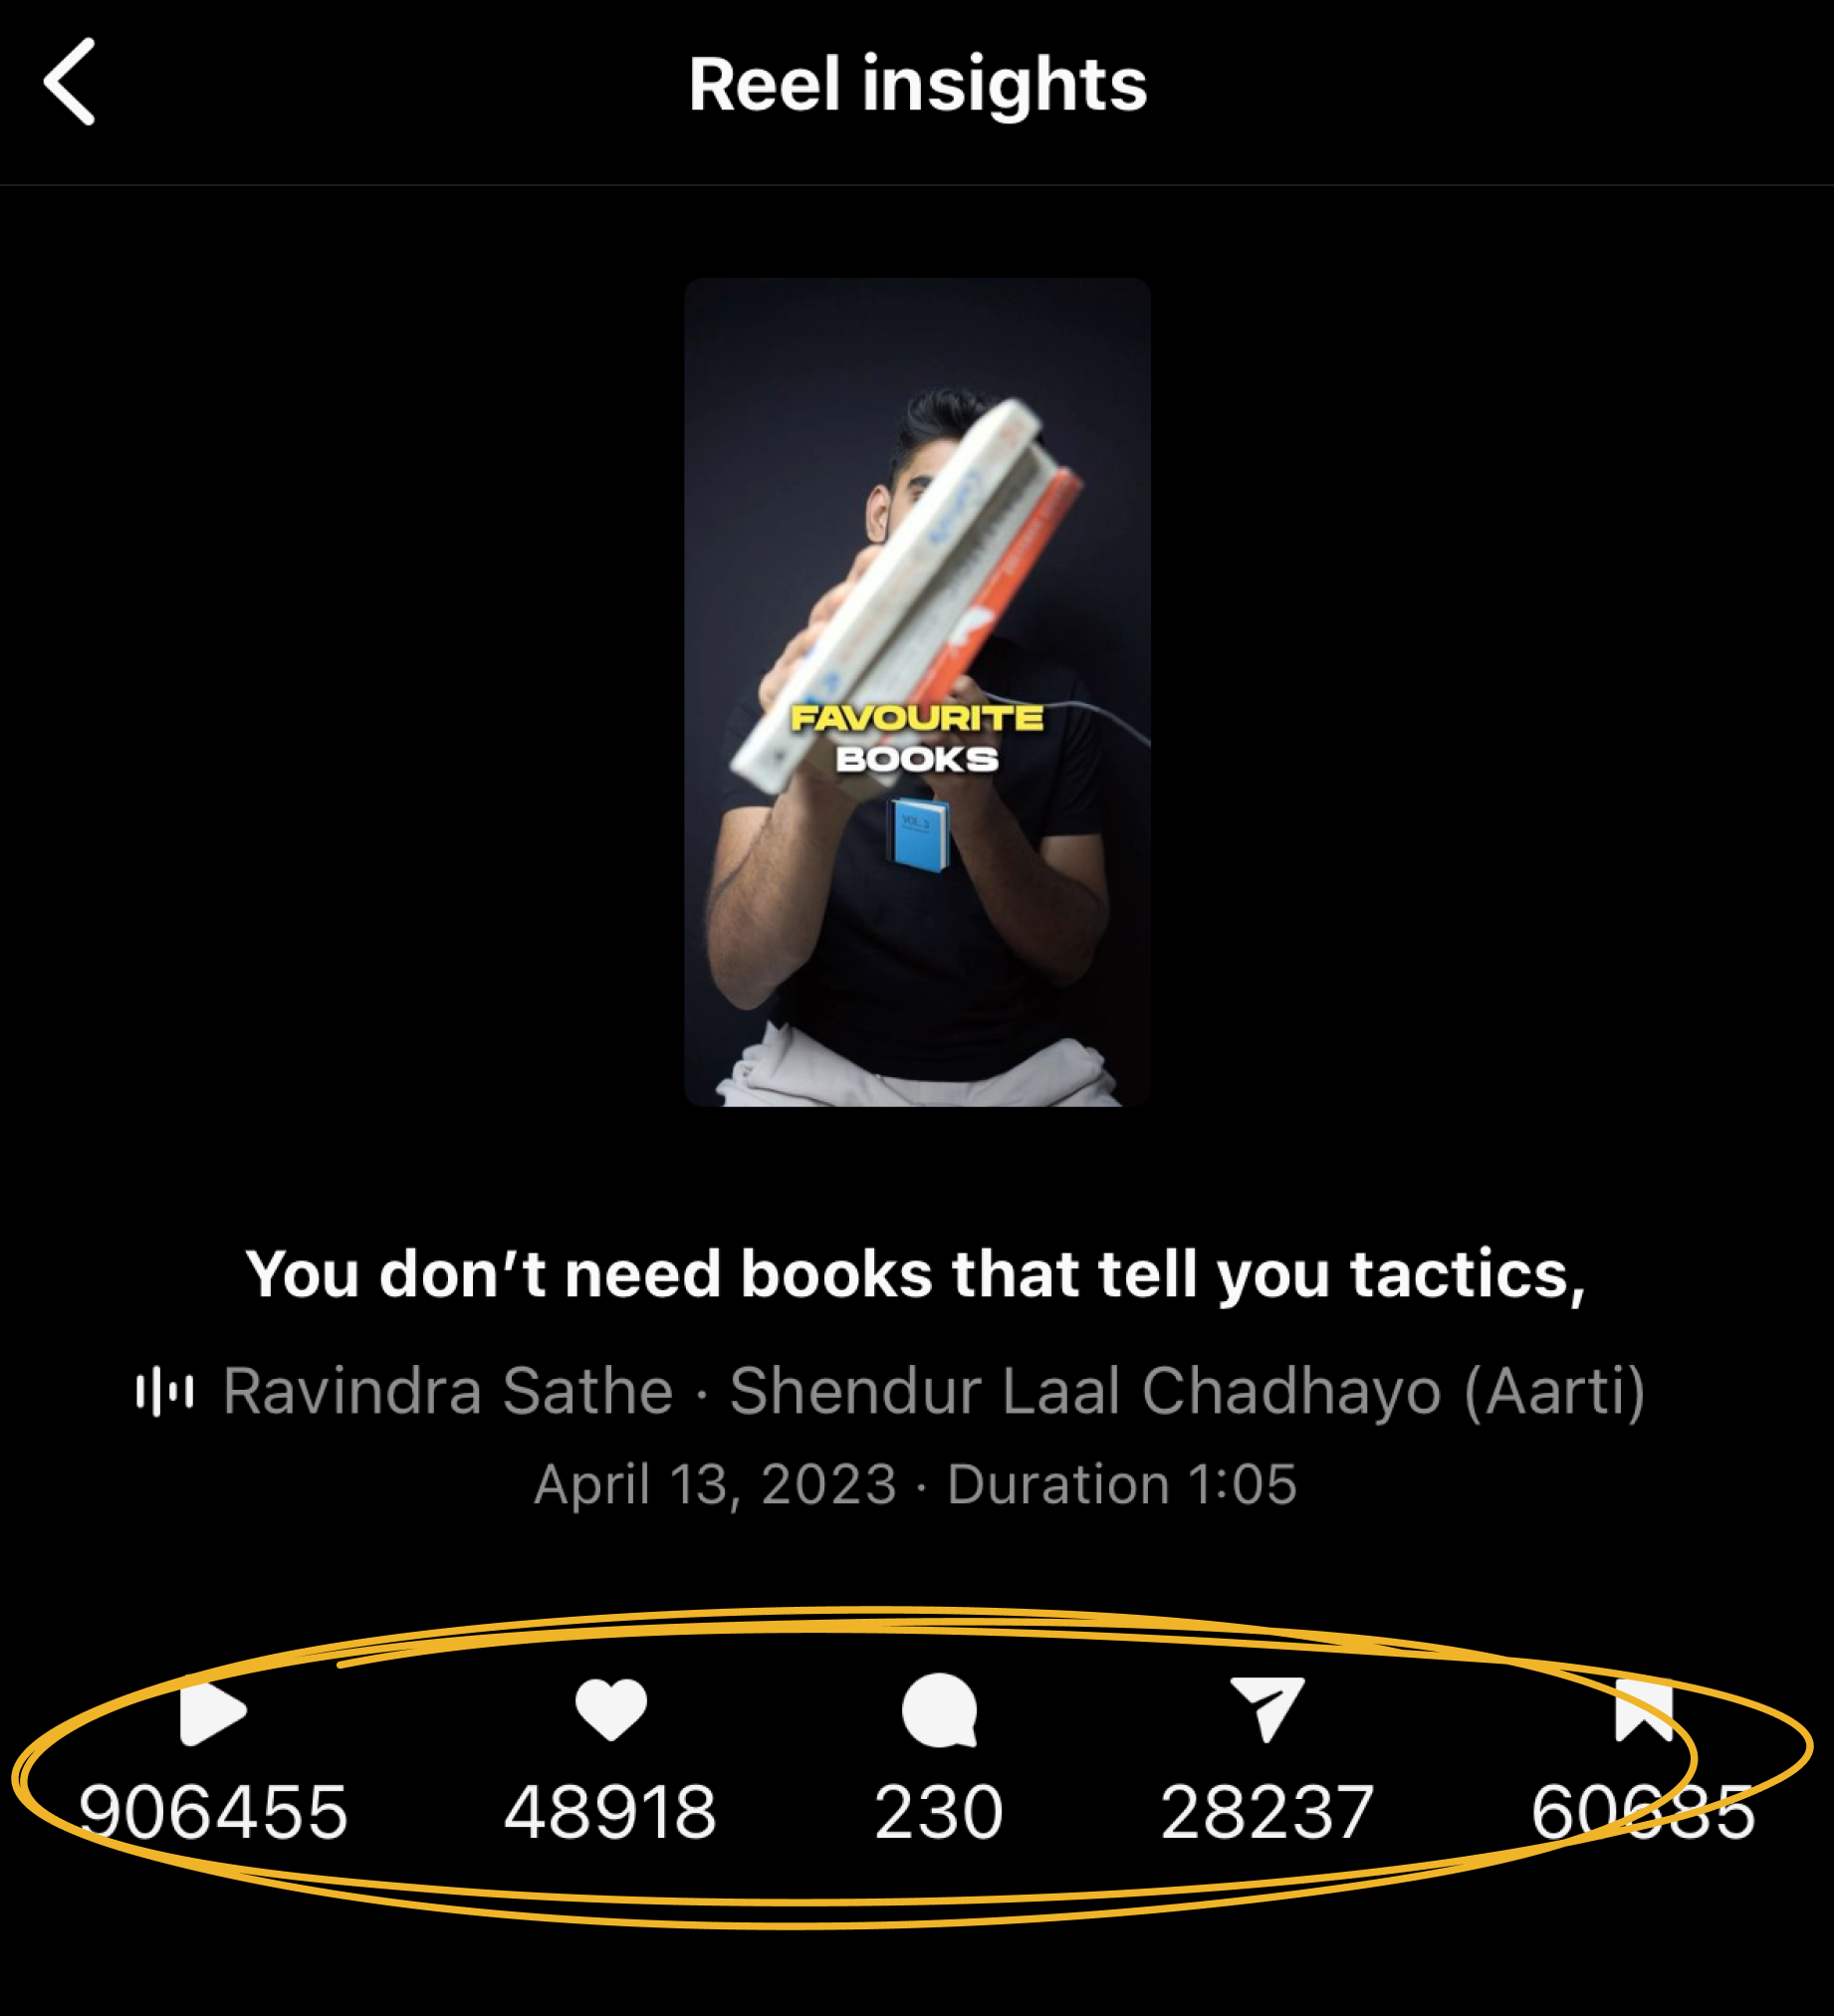 Reel insights
FAVOURITE
BOOKS
VOL. 3
You don’t need books that tell you tactics,
Ravindra Sathe · Shendur Laal Chadhayo (Aarti)
April 13, 2023 · Duration 1:05
906455 48918 230 28237 60685